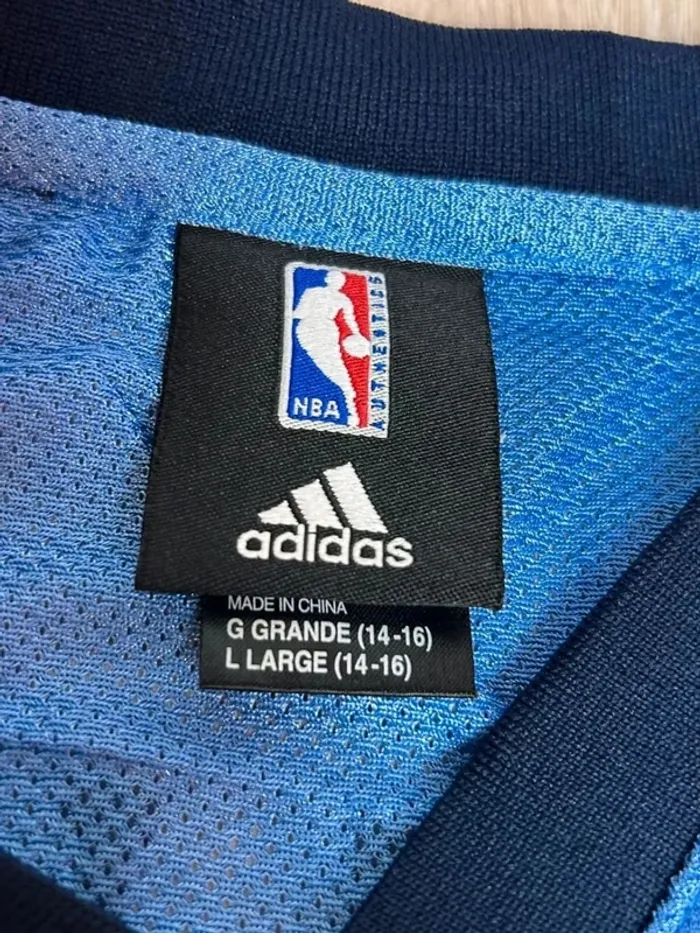 NBA
AUTHENTICS
adidas
MADE IN CHINA
G GRANDE (14-16)
L LARGE (14-16)